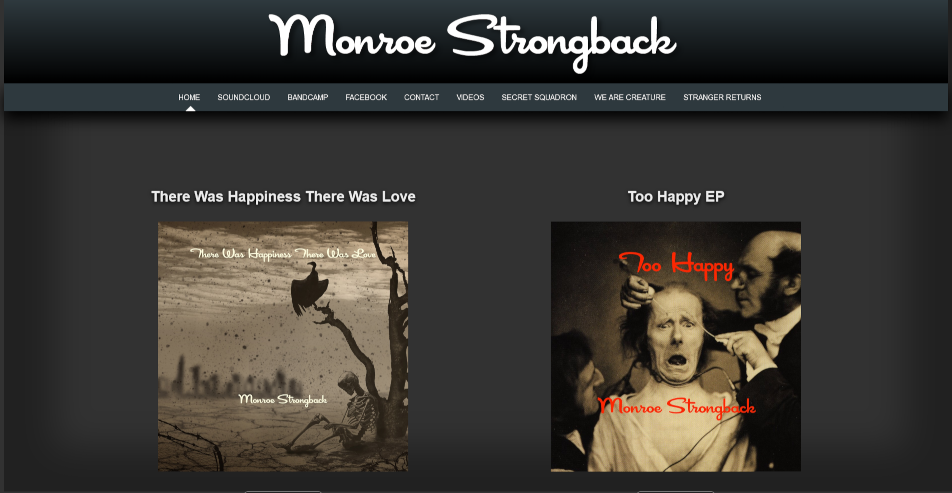 Monroe Strongback
HOME SOUNDCLOUD BANDCAMP FACEBOOK CONTACT VIDEOS SECRET SQUADRON WE ARE CREATURE STRANGER RETURNS
There Was Happiness There Was Love
There Was Happiness There Was Love
Monroe Strongback
Too Happy EP
Too Happy
Monroe Strongback